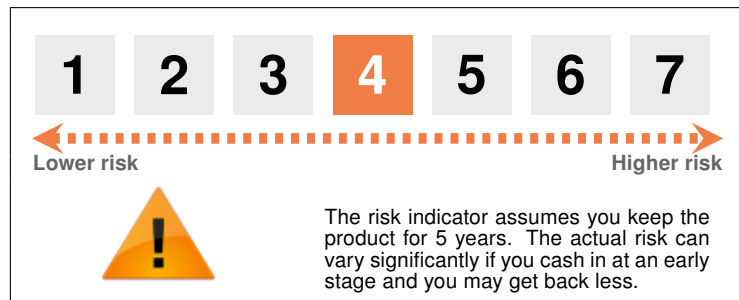 1 2 3 4 5 6 7
Lower risk Higher risk
!
The risk indicator assumes you keep the
product for 5 years. The actual risk can
vary significantly if you cash in at an early
stage and you may get back less.